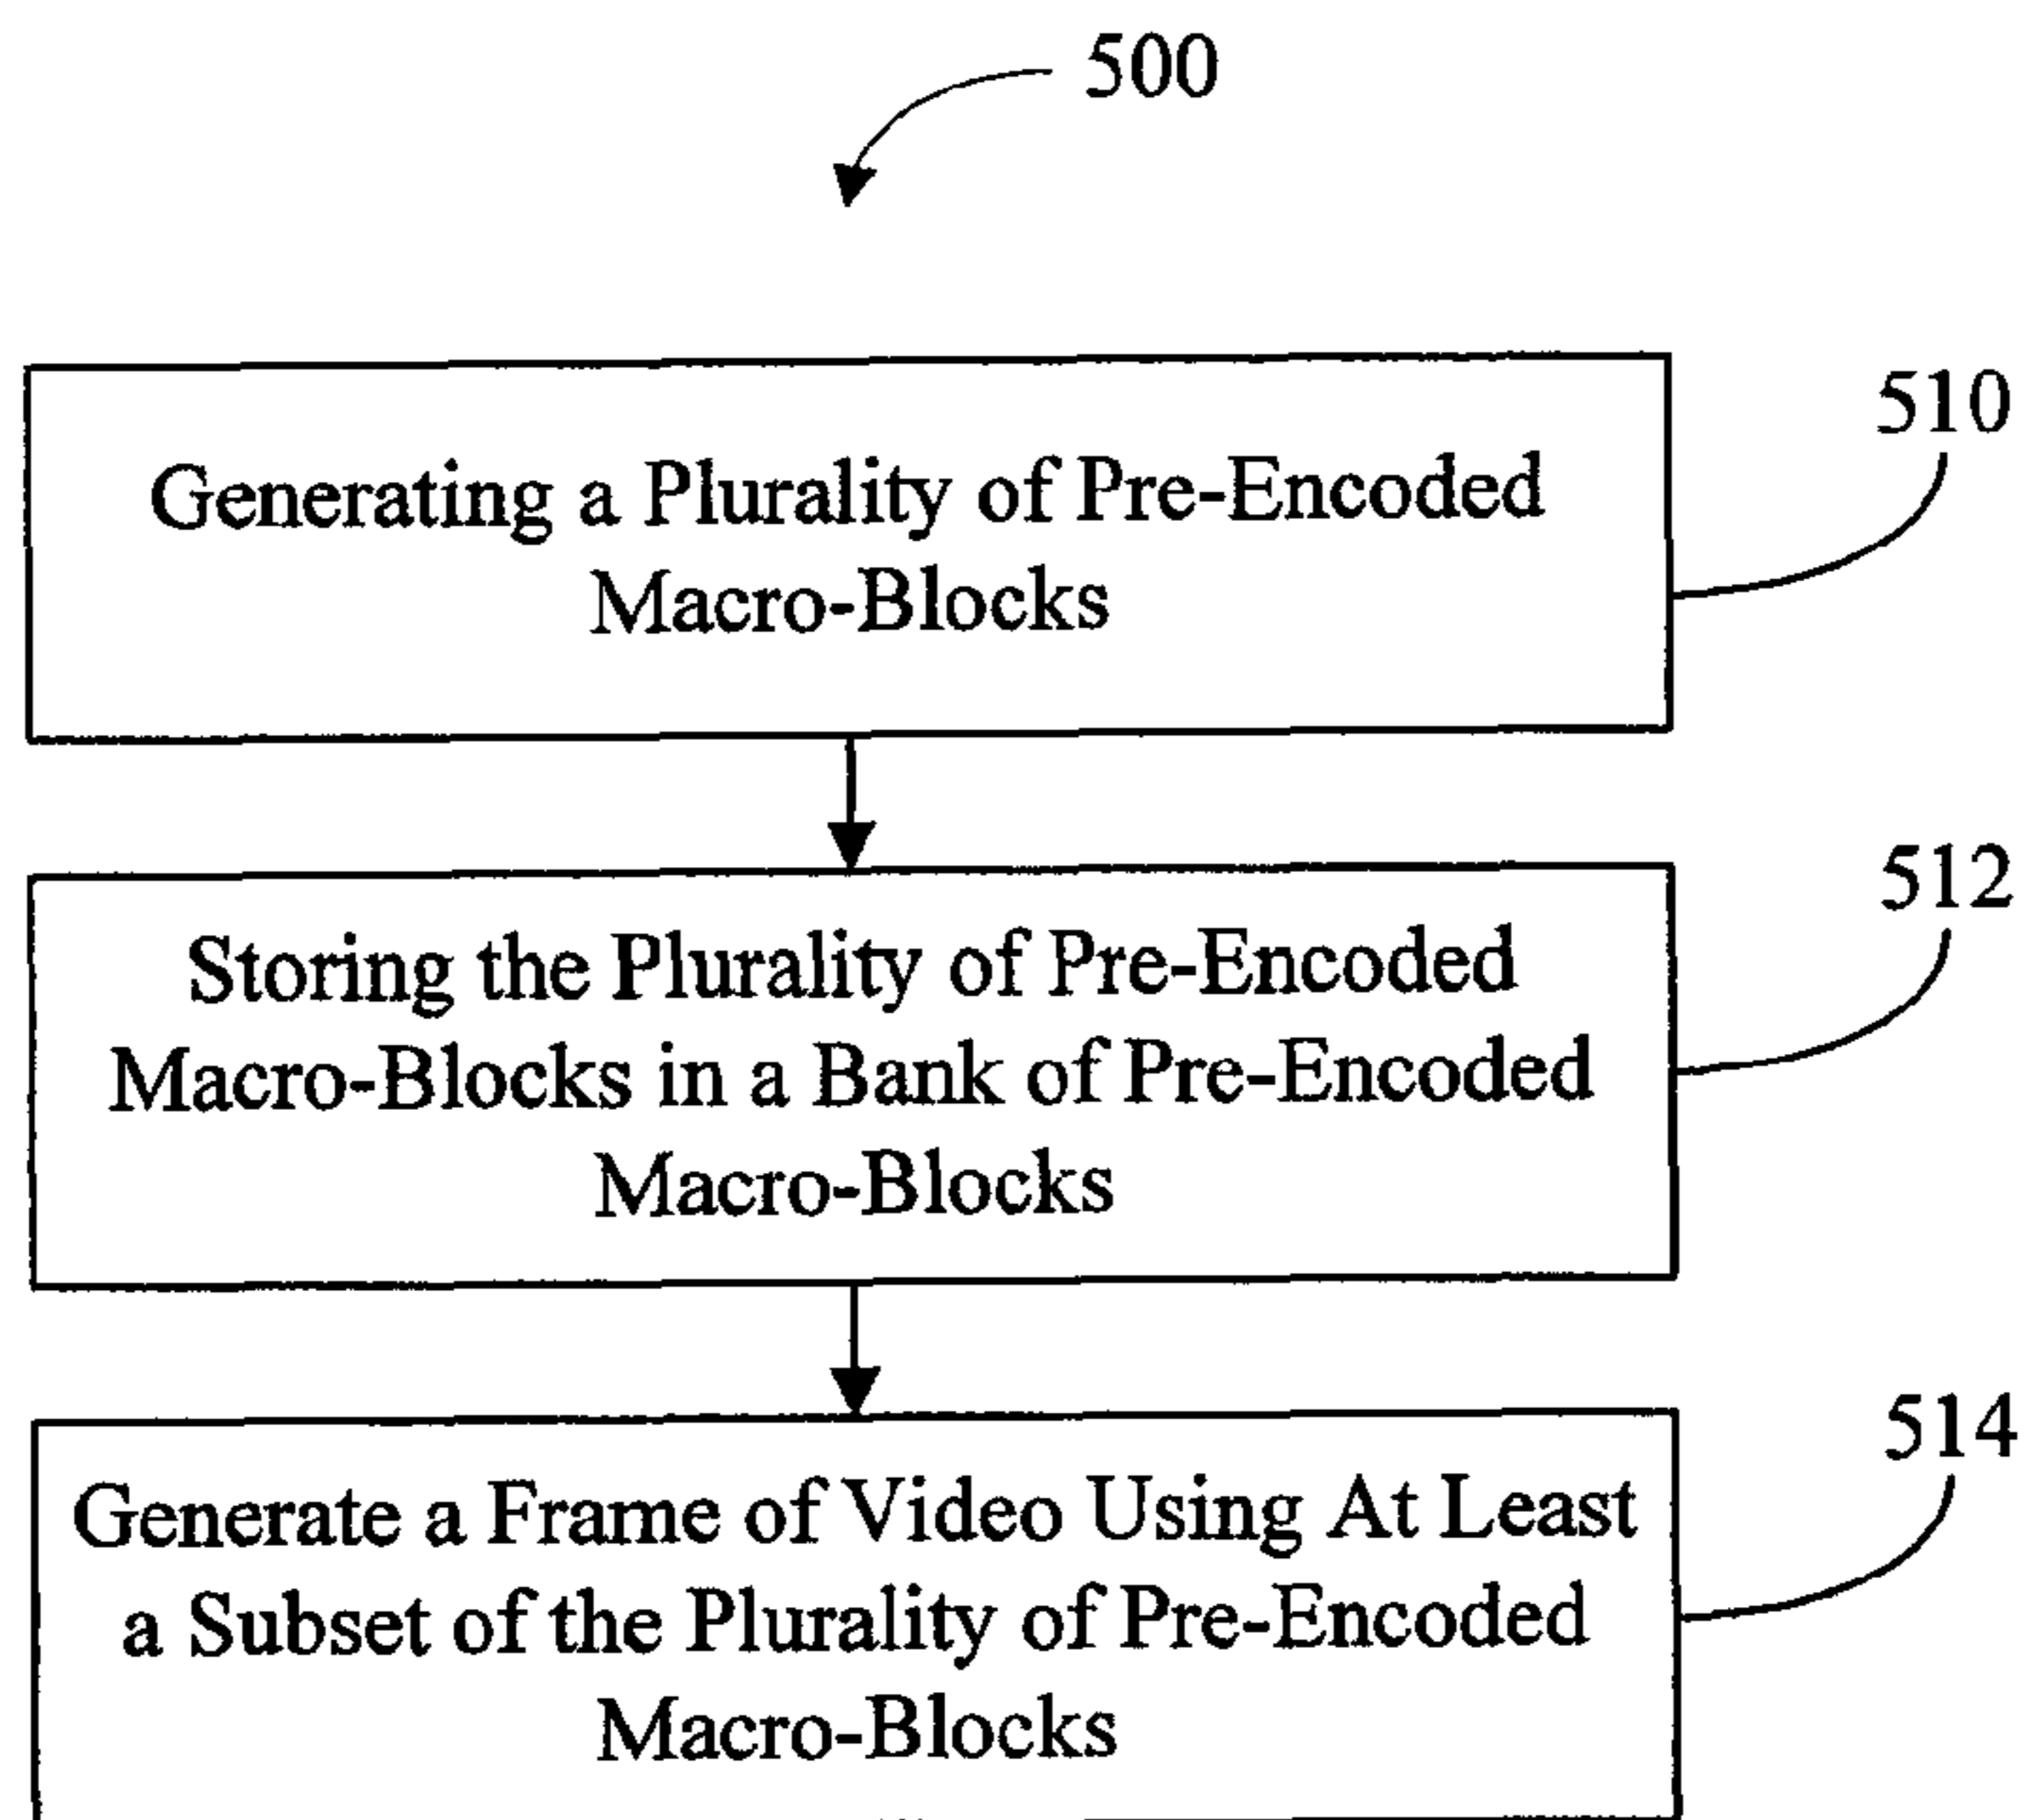 500
510
Generating a Plurality of Pre-Encoded
Macro-Blocks
512
Storing the Plurality of Pre-Encoded
Macro-Blocks in a Bank of Pre-Encoded
Macro-Blocks
514
Generate a Frame of Video Using At Least
a Subset of the Plurality of Pre-Encoded
Macro-Blocks